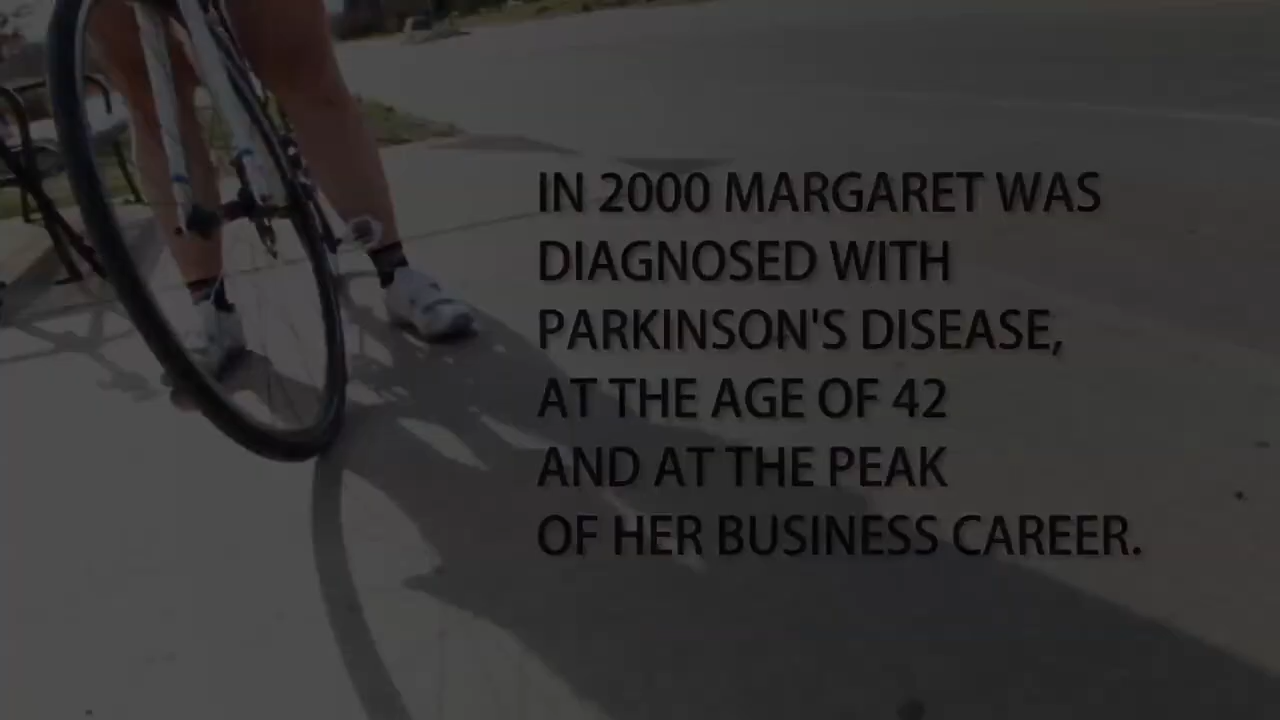 IN 2000 MARGARET WAS
DIAGNOSED WITH
PARKINSON'S DISEASE,
AT THE AGE OF 42
AND AT THE PEAK
OF HER BUSINESS CAREER.